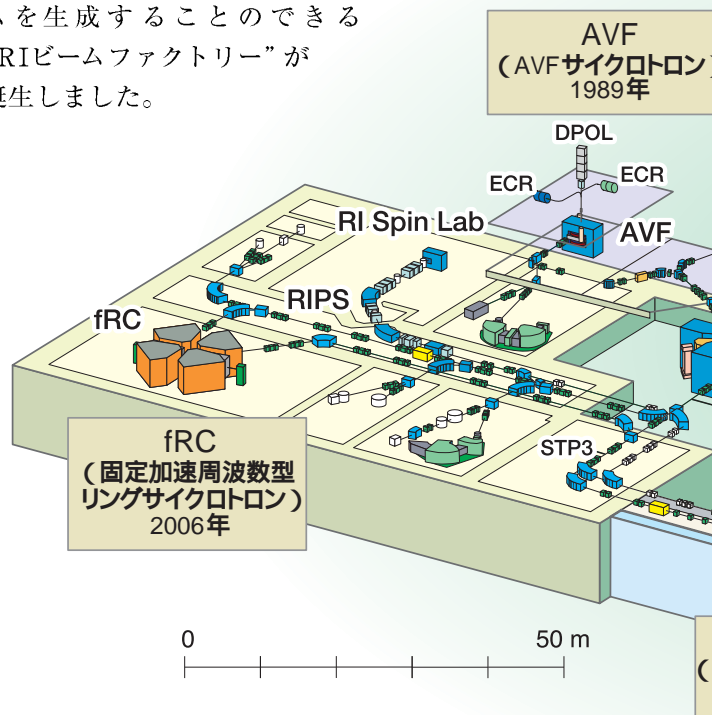 を生成することのできる
RIビームファクトリー”が
誕生しました。
AVF
(AVFサイクロトロン)
1989年
DPOL
ECR
ECR
RI Spin Lab
AVF
RIPS
fRC
fRC
(固定加速周波数型
リングサイクロトロン)
2006年
STP3
0
50 m
(